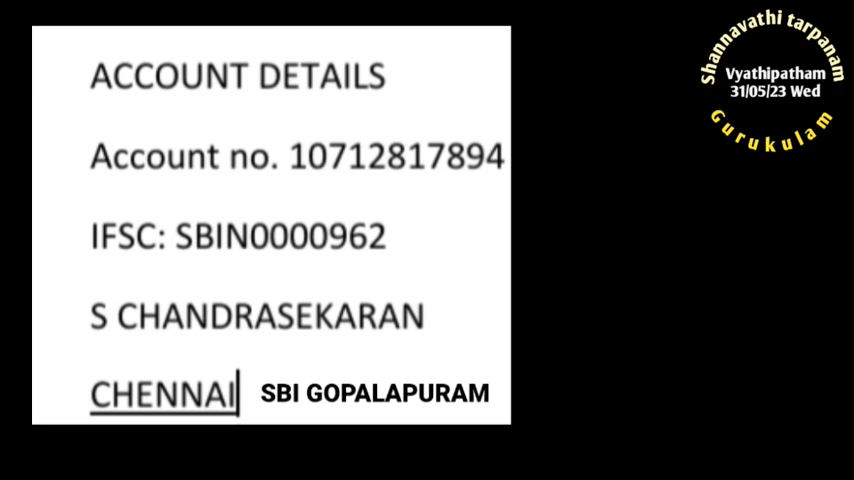 ACCOUNT DETAILS
Account no. 10712817894
IFSC: SBIN0000962
S CHANDRASEKARAN
CHENNAI SBI GOPALAPURAM
Shannavathi tarpanam
Vyathipatham
31/05/23 Wed
Gurukulam